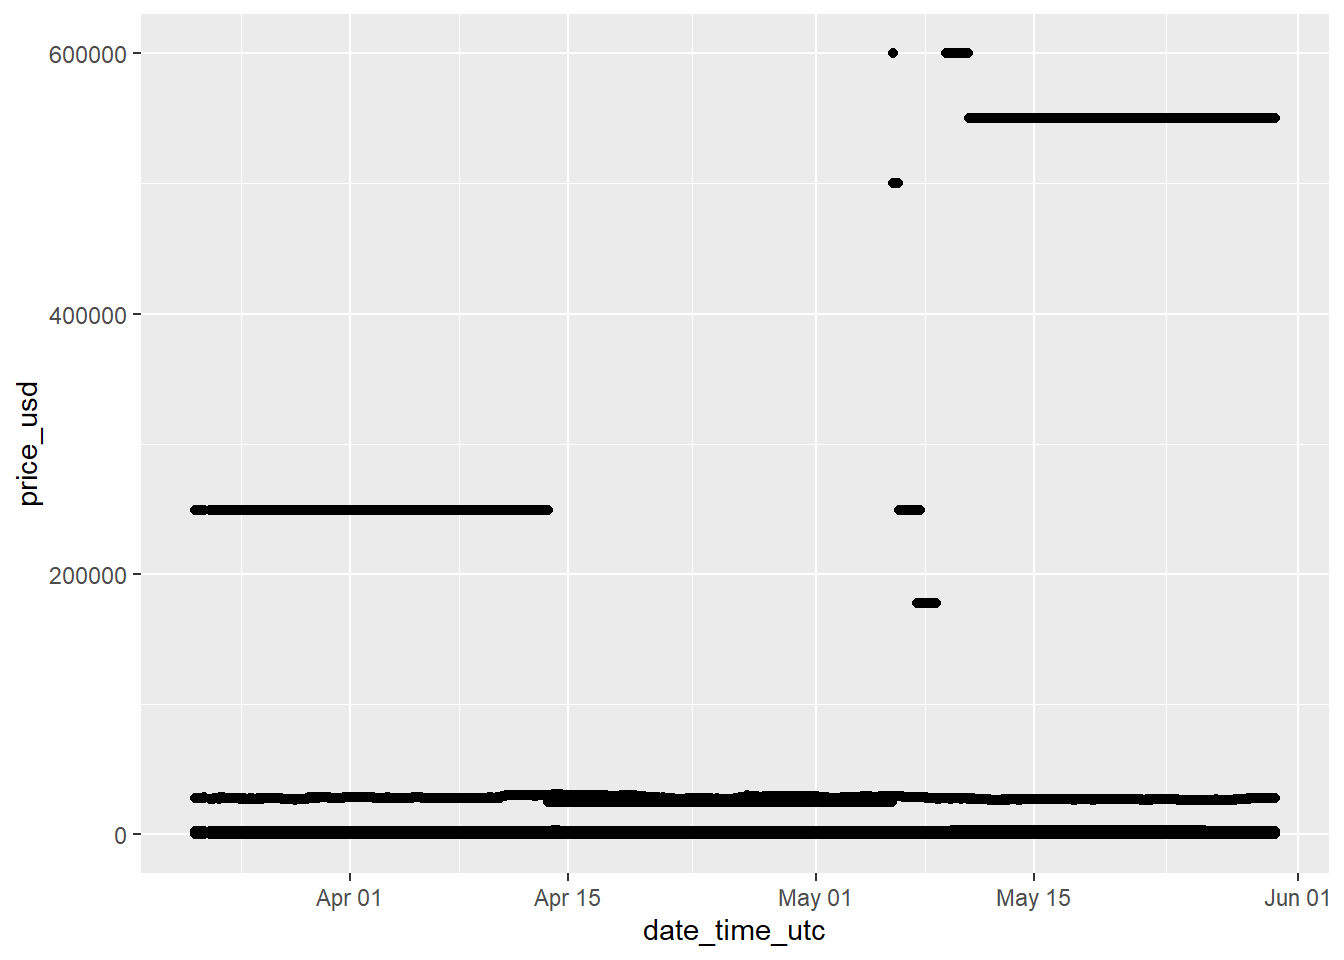 600000
400000
200000
0
price_usd
Apr 01
Apr 15
May 01
May 15
Jun 01
date_time_utc